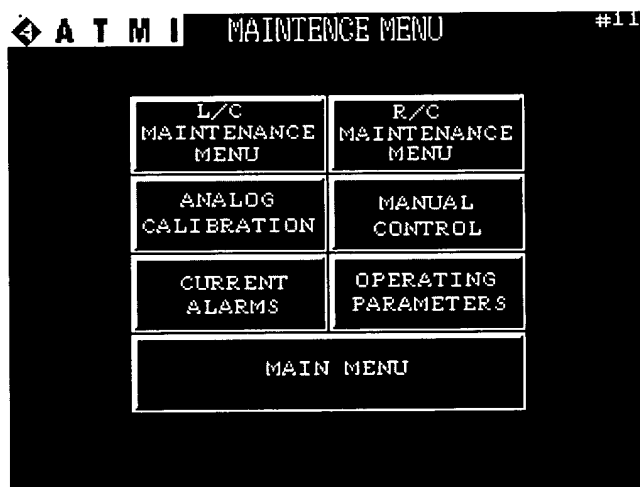 ATMI MAINTENCE MENU #11
L/C
MAINTENANCE
MENU
R/C
MAINTENANCE
MENU
ANALOG
CALIBRATION
MANUAL
CONTROL
CURRENT
ALARMS
OPERATING
PARAMETERS
MAIN MENU